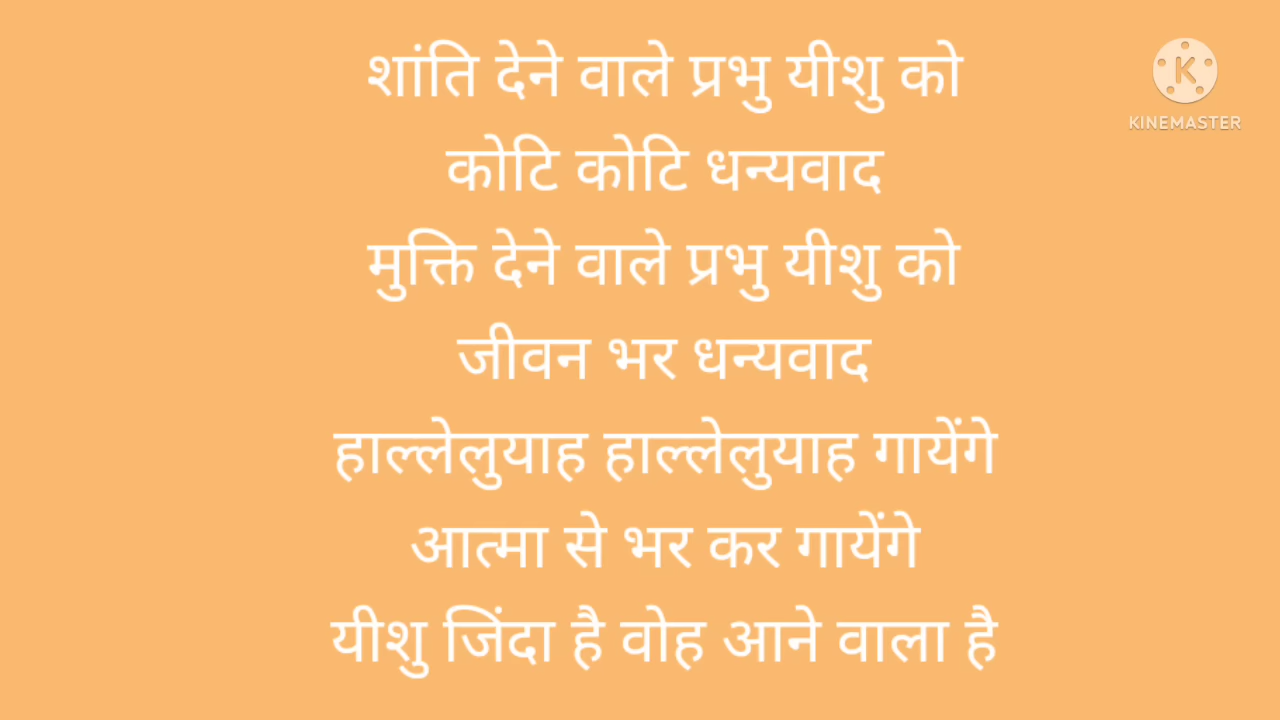 शांति देने वाले प्रभु यीशु को
कोटि कोटि धन्यवाद
मुक्ति देने वाले प्रभु यीशु को
जीवन भर धन्यवाद
हाल्लेलुयाह हाल्लेलुयाह गायेंगे
आत्मा से भर कर गायेंगे
यीशु जिंदा है वोह आने वाला है
K
KINEMASTER